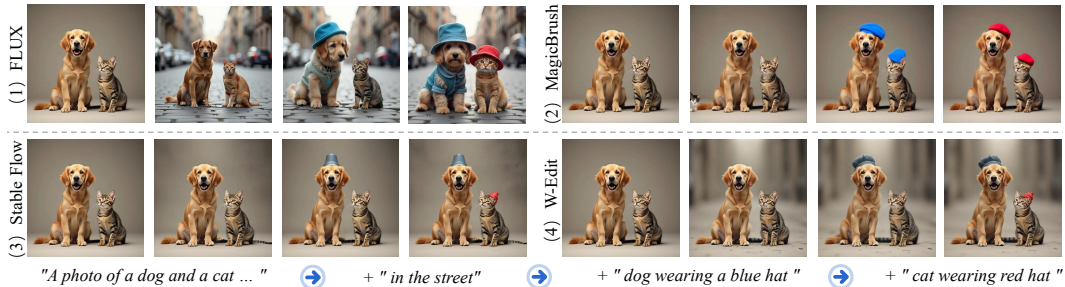 (1) FLUX
(2) MagicBrush
(3) Stable Flow
(4) W-Edit
"A photo of a dog and a cat … "
+ " in the street"
+ " dog wearing a blue hat "
+ " cat wearing red hat "